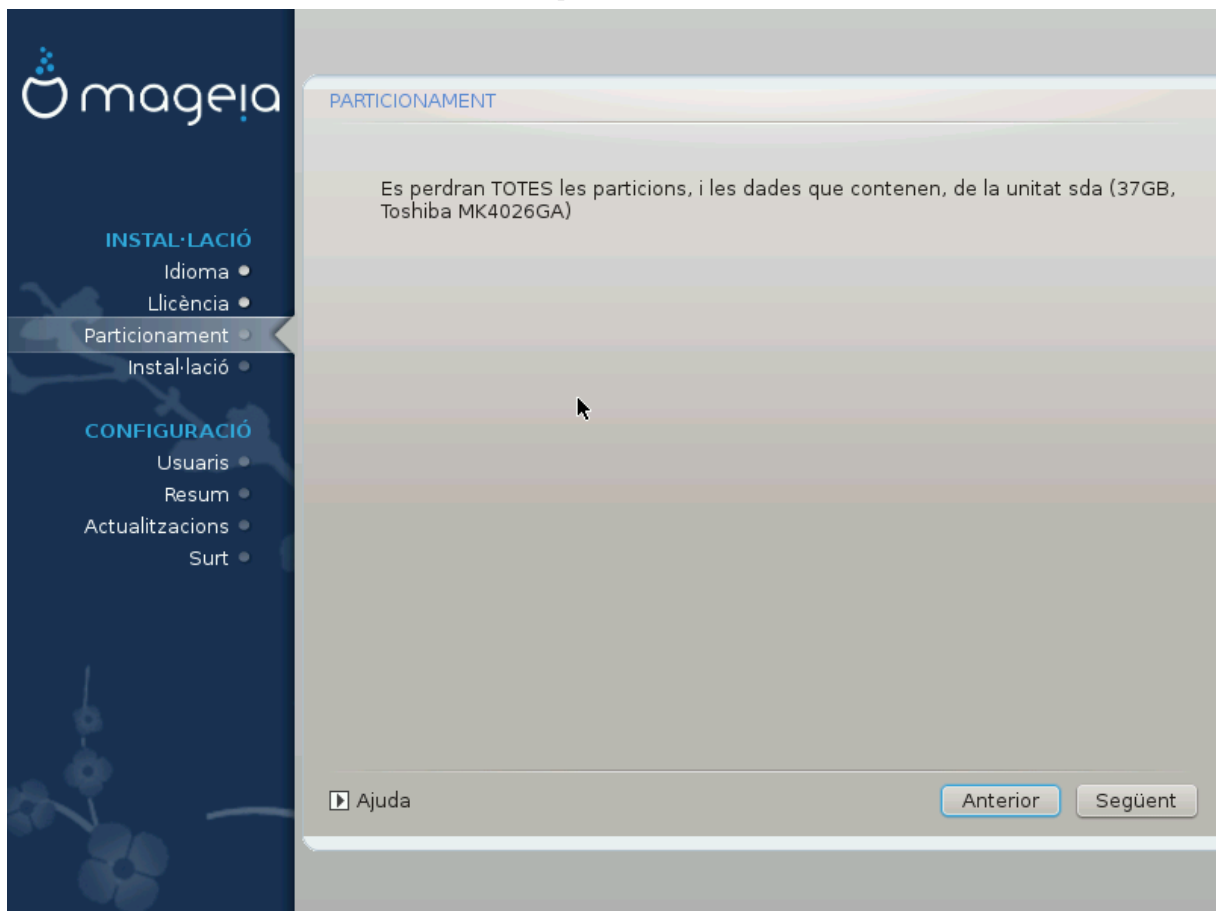 mageia
PARTICIONAMENT
Es perdran TOTES les particions, i les dades que contenen, de la unitat sda (37GB,
Toshiba MK4026GA)
INSTAL·LACIÓ
Idioma
Llicència
Particionament
Instal·lació
CONFIGURACIÓ
Usuaris
Resum
Actualitzacions
Surt
Ajuda
Anterior
Següent